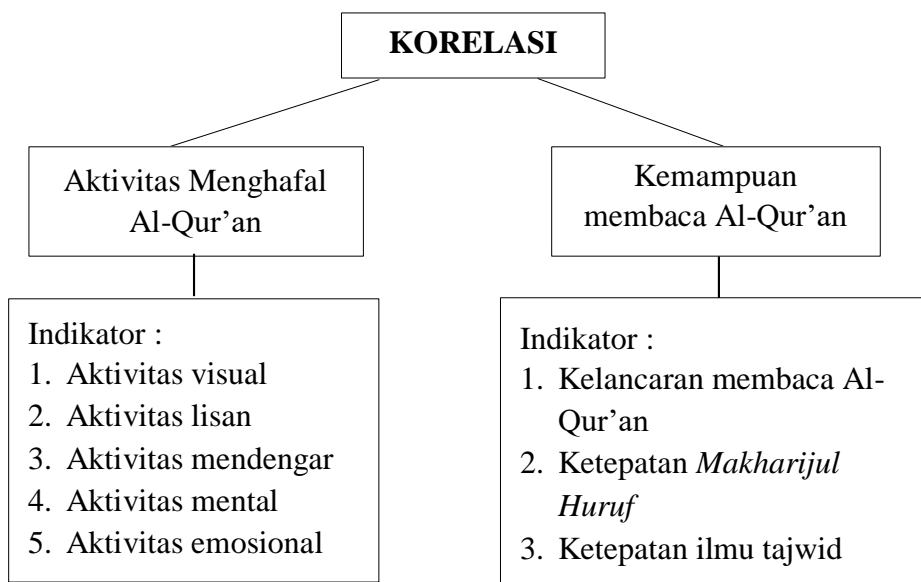 KORELASI
Aktivitas Menghafal
Al-Qur’an
Kemampuan
membaca Al-Qur’an
Indikator :
1. Aktivitas visual
2. Aktivitas lisan
3. Aktivitas mendengar
4. Aktivitas mental
5. Aktivitas emosional
Indikator :
1. Kelancaran membaca Al-
Qur’an
2. Ketepatan Makharijul
Huruf
3. Ketepatan ilmu tajwid